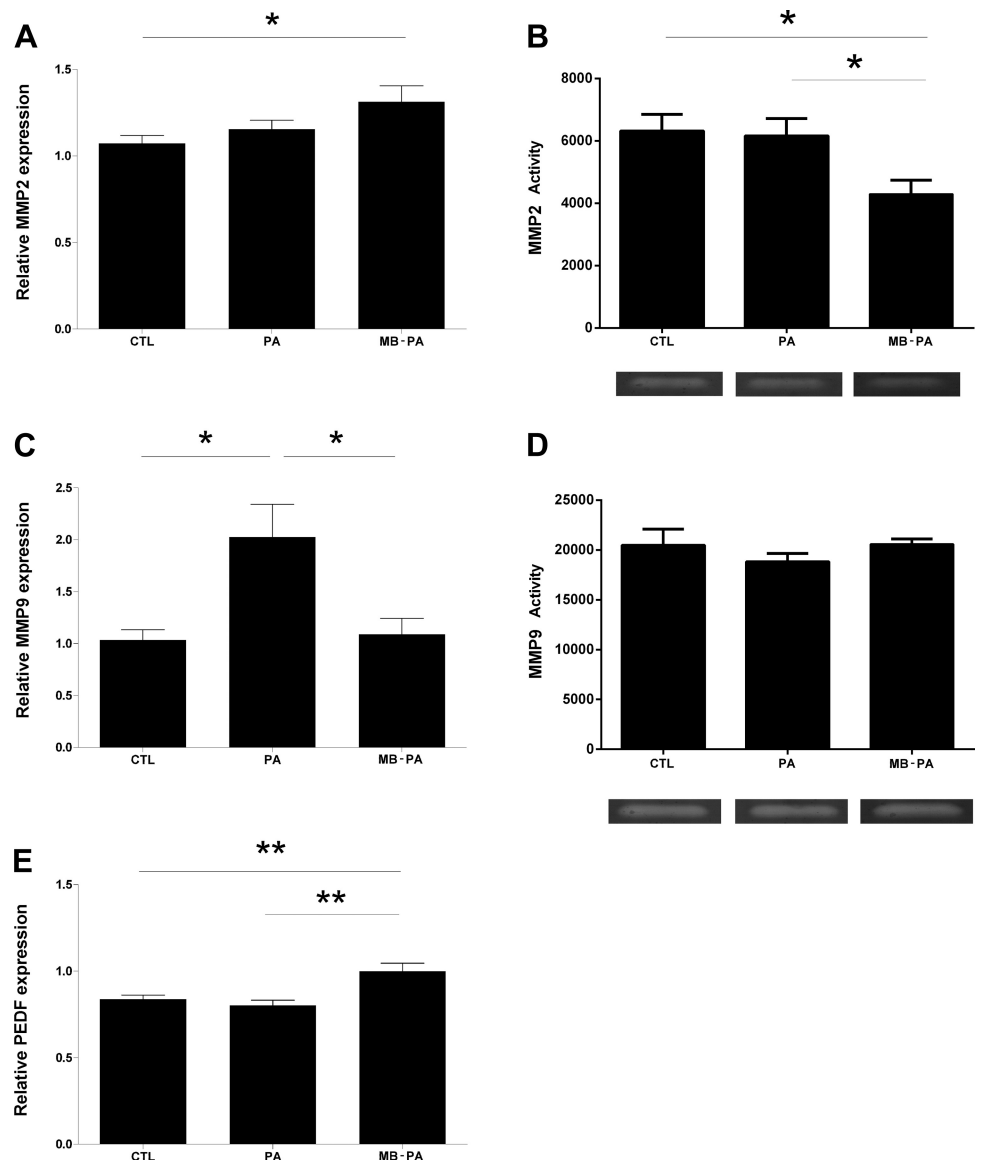 A
*
Relative MMP2 expression
1.5
1.0
0.5
0.0
CTL PA MB-PA
B
*
*
MMP2 Activity
8000
6000
4000
2000
0
CTL PA MB-PA
C
* *
Relative MMP9 expression
2.5
2.0
1.5
1.0
0.5
0.0
CTL PA MB-PA
D
MMP9 Activity
25000
20000
15000
10000
5000
0
CTL PA MB-PA
E
**
**
Relative PEDF expression
1.5
1.0
0.5
0.0
CTL PA MB-PA